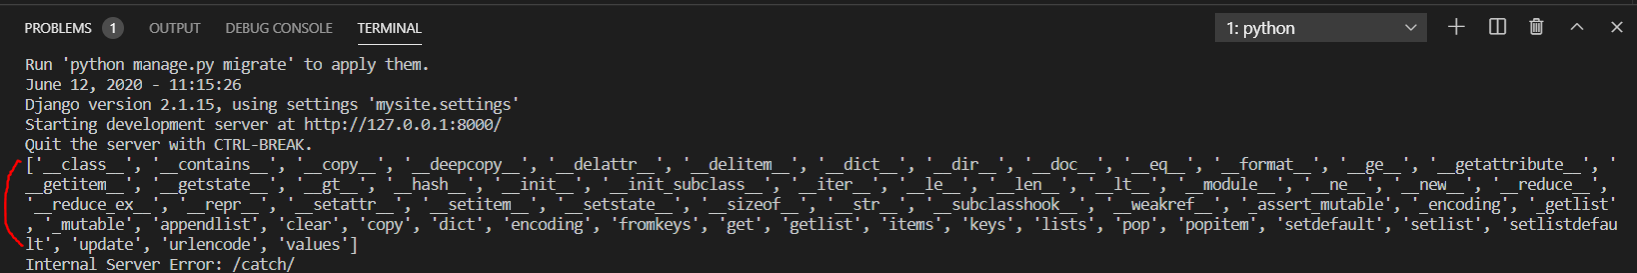 PROBLEMS 1 OUTPUT DEBUG CONSOLE TERMINAL 1: python
Run 'python manage.py migrate' to apply them.
June 12, 2020 - 11:15:26
Django version 2.1.15, using settings 'mysite.settings'
Starting development server at http://127.0.0.1:8000/
Quit the server with CTRL-BREAK.
['__class__', '__contains__', '__copy__', '__deepcopy__', '__delattr__', '__delitem__', '__dict__', '__dir__', '__doc__', '__eq__', '__format__', '__ge__', '__getattribute__', '
__getitem__', '__getstate__', '__gt__', '__hash__', '__init__', '__init_subclass__', '__iter__', '__le__', '__len__', '__lt__', '__module__', '__ne__', '__new__', '__reduce__',
'__reduce_ex__', '__repr__', '__setattr__', '__setitem__', '__setstate__', '__sizeof__', '__str__', '__subclasshook__', '__weakref__', '_assert_mutable', '_encoding', '_getlist'
, '_mutable', 'appendlist', 'clear', 'copy', 'dict', 'encoding', 'fromkeys', 'get', 'getlist', 'items', 'keys', 'lists', 'pop', 'popitem', 'setdefault', 'setlist', 'setlistdefau
lt', 'update', 'urlencode', 'values']
Internal Server Error: /catch/